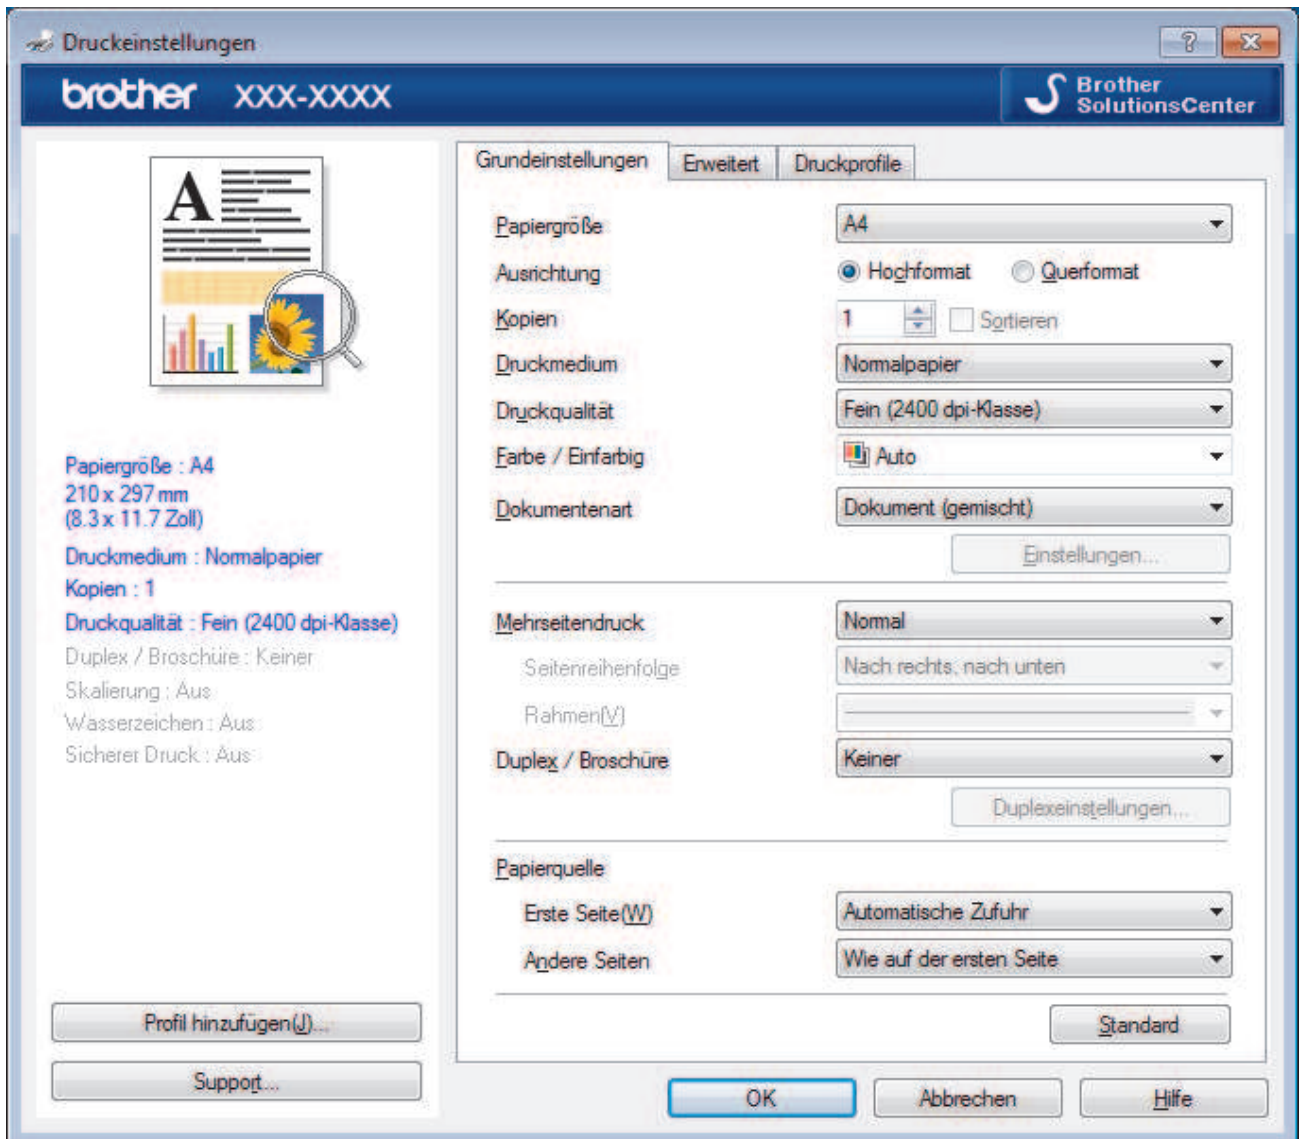 Druckeinstellungen
brother XXX-XXXX
Brother
SolutionsCenter
A
Papiergröße : A4
210 x 297 mm
(8.3 x 11.7 Zoll)
Druckmedium : Normalpapier
Kopien : 1
Druckqualität : Fein (2400 dpi-Klasse)
Duplex / Broschüre : Keiner
Skalierung : Aus
Wasserzeichen : Aus
Sicherer Druck : Aus
Profil hinzufügen(J)...
Support...
Grundeinstellungen Erweitert Druckprofile
Papiergröße A4
Ausrichtung Hochformat Querformat
Kopien 1 Sortieren
Druckmedium Normalpapier
Druckqualität Fein (2400 dpi-Klasse)
Farbe / Einfarbig Auto
Dokumentenart Dokument (gemischt)
Einstellungen...
Mehrseitendruck Normal
Seitenreihenfolge Nach rechts, nach unten
Rahmen(V)
Duplex / Broschüre Keiner
Duplexeinstellungen...
Papierquelle
Erste Seite(W) Automatische Zufuhr
Andere Seiten Wie auf der ersten Seite
Standard
OK Abbrechen Hilfe